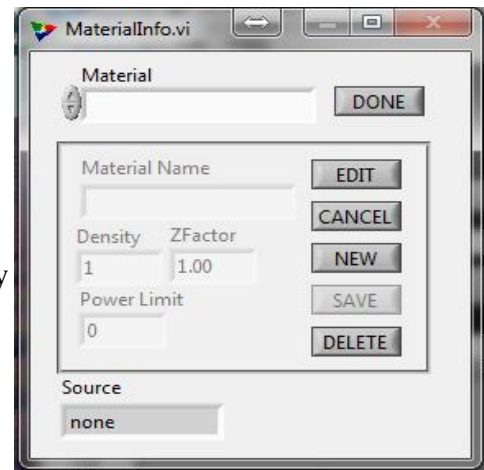 MaterialInfo.vi
Material
DONE
Material Name
EDIT
CANCEL
Density ZFactor
1 1.00
NEW
Power Limit
SAVE
0
DELETE
Source
none
y